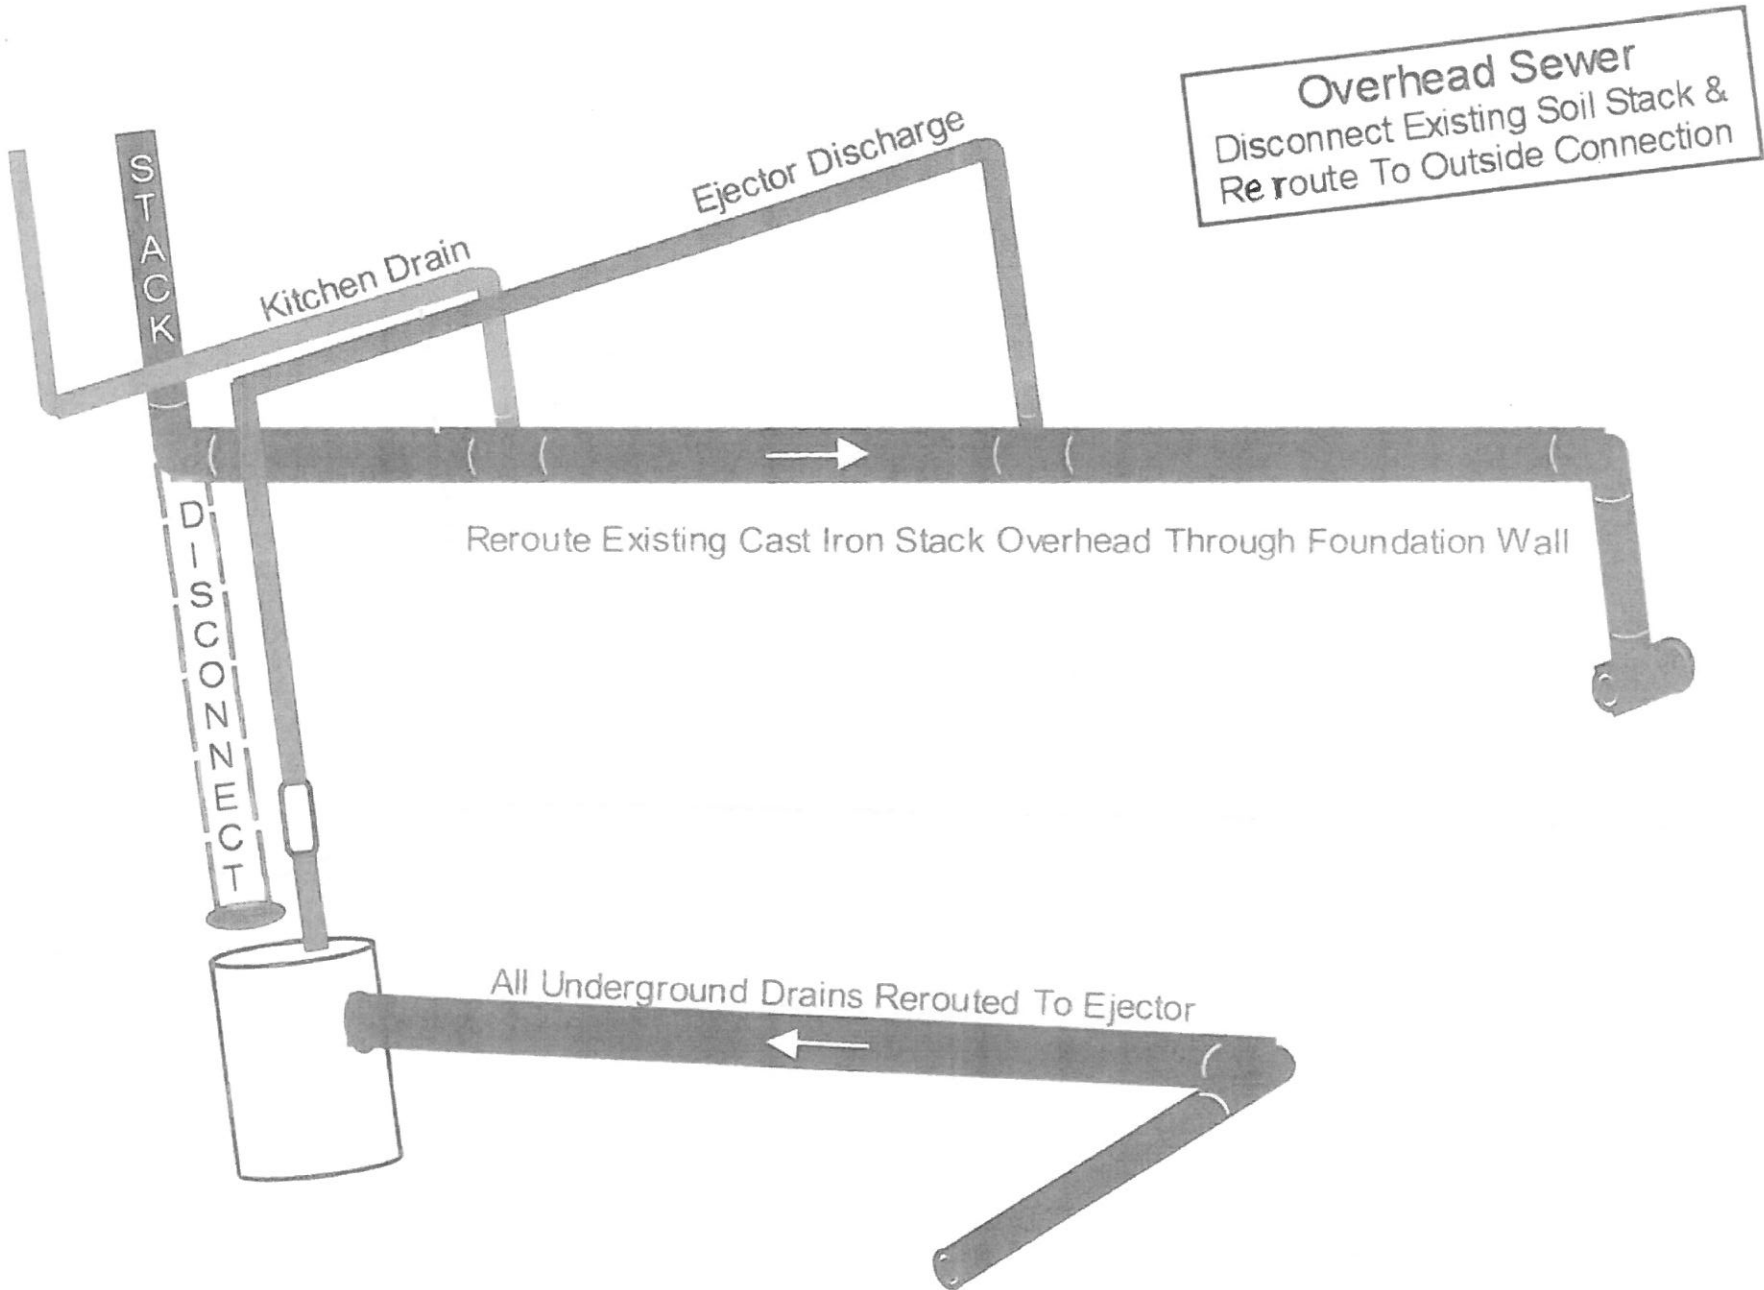 Overhead Sewer
Disconnect Existing Soil Stack &
Reroute To Outside Connection
STACK
Kitchen Drain
Ejector Discharge
Reroute Existing Cast Iron Stack Overhead Through Foundation Wall
DISCONNECT
All Underground Drains Rerouted To Ejector